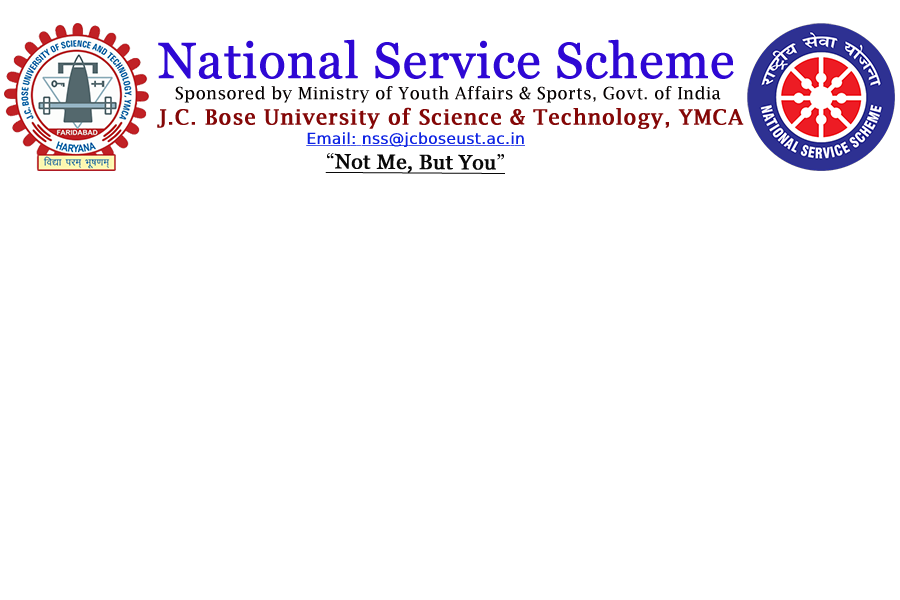 J.C. BOSE UNIVERSITY OF SCIENCE AND TECHNOLOGY, YMCA
FARIDABAD
HARYANA
विद्या परम् भूषणम्
National Service Scheme
Sponsored by Ministry of Youth Affairs & Sports, Govt. of India
J.C. Bose University of Science & Technology, YMCA
Email: nss@jcboseust.ac.in
“Not Me, But You”
राष्ट्रीय सेवा योजना
NATIONAL SERVICE SCHEME